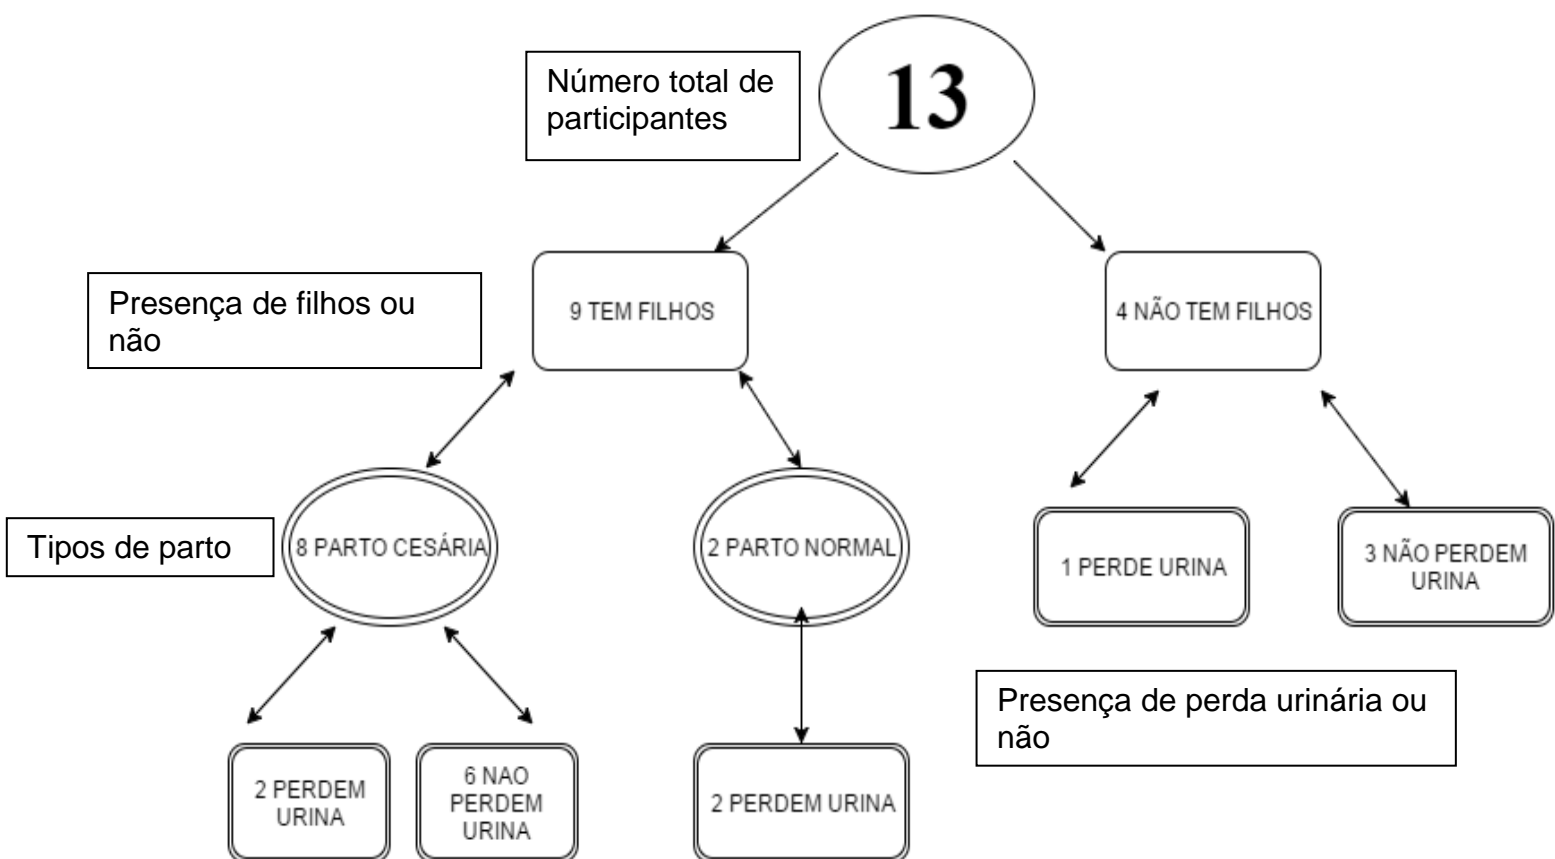 Número total de
participantes
13
Presença de filhos ou
não
9 TEM FILHOS
4 NÃO TEM FILHOS
Tipos de parto
8 PARTO CESÁRIA
2 PARTO NORMAL
1 PERDE URINA
3 NÃO PERDEM
URINA
Presença de perda urinária ou
não
2 PERDEM
URINA
6 NAO
PERDEM
URINA
2 PERDEM URINA